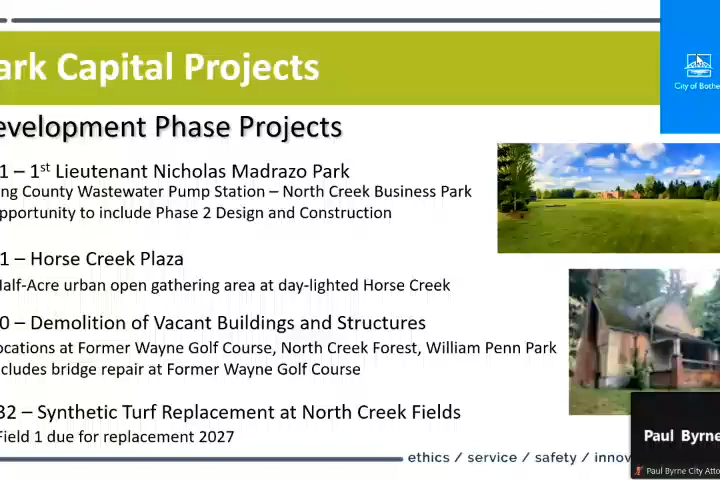 ark Capital Projects
City of Bothe
evelopment Phase Projects
1 – 1st Lieutenant Nicholas Madrazo Park
ng County Wastewater Pump Station – North Creek Business Park
pportunity to include Phase 2 Design and Construction
1 – Horse Creek Plaza
Half-Acre urban open gathering area at day-lighted Horse Creek
0 – Demolition of Vacant Buildings and Structures
ocations at Former Wayne Golf Course, North Creek Forest, William Penn Park
cludes bridge repair at Former Wayne Golf Course
32 – Synthetic Turf Replacement at North Creek Fields
Field 1 due for replacement 2027
ethics / service / safety / innov
Paul Byrne
Paul Byrne City Atto